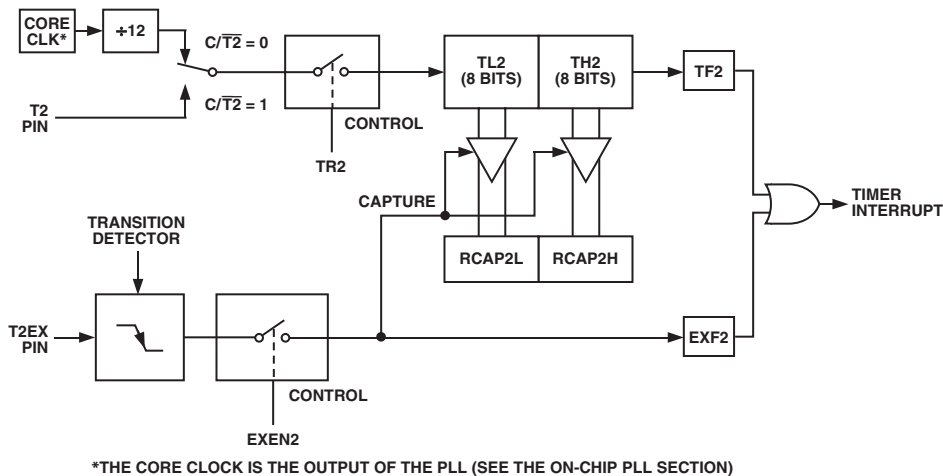 CORE
CLK*
÷12
C/T2̅ = 0
C/T2̅ = 1
T2
PIN
CONTROL
TR2
TL2
(8 BITS)
TH2
(8 BITS)
TF2
CAPTURE
RCAP2L
RCAP2H
TIMER
INTERRUPT
TRANSITION
DETECTOR
T2EX
PIN
CONTROL
EXEN2
EXF2
*THE CORE CLOCK IS THE OUTPUT OF THE PLL (SEE THE ON-CHIP PLL SECTION)